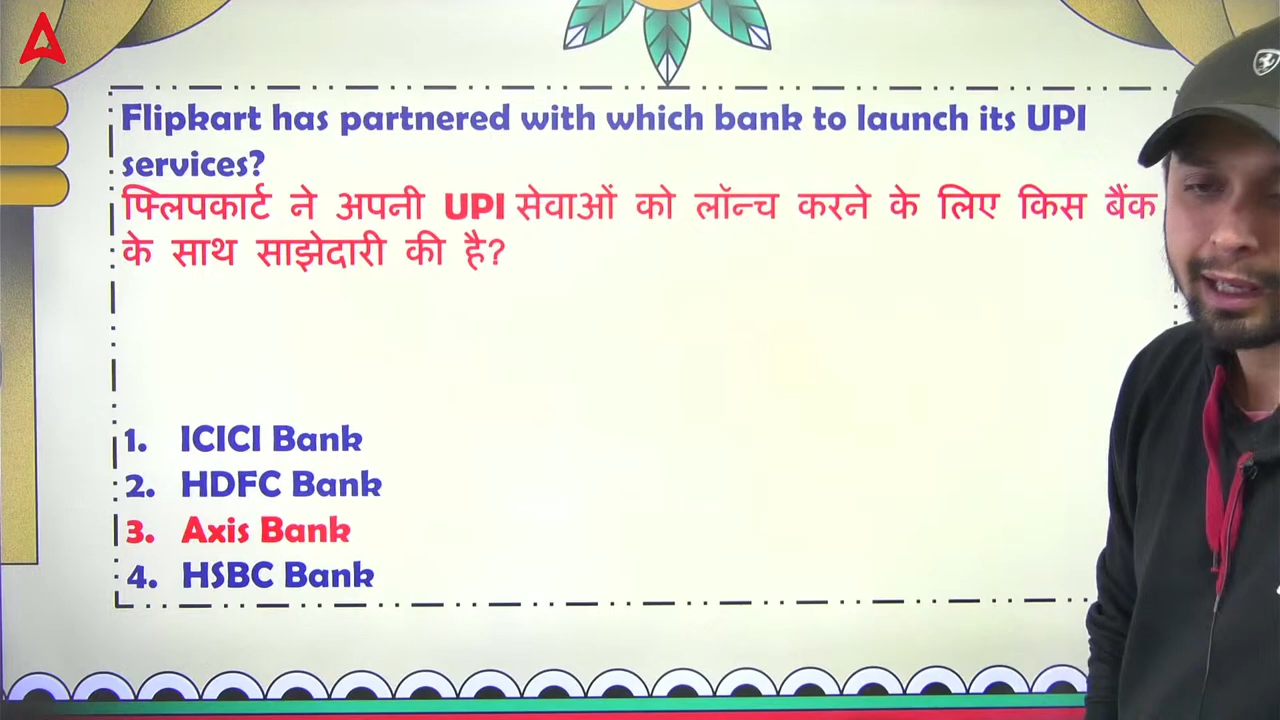 Flipkart has partnered with which bank to launch its UPI
services?
फ्लिपकार्ट ने अपनी UPI सेवाओं को लॉन्च करने के लिए किस बैंक
के साथ साझेदारी की है?
1. ICICI Bank
2. HDFC Bank
3. Axis Bank
4. HSBC Bank